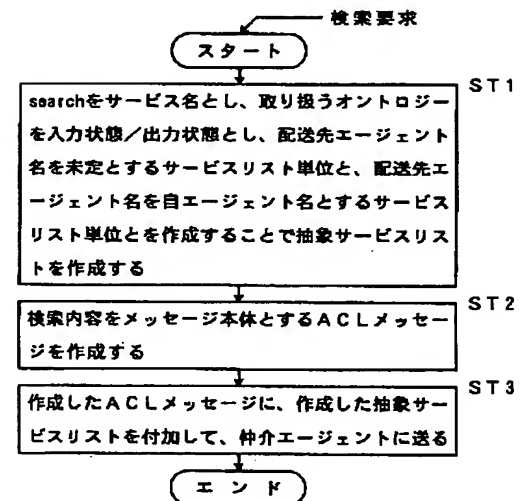 検索要求
スタート
ST1
searchをサービス名とし、取り扱うオントロジー
を入力状態/出力状態とし、配送先エージェント
名を未定とするサービスリスト単位と、配送先エ
ージェント名を自エージェント名とするサービス
リスト単位とを作成することで抽象サービスリス
トを作成する
ST2
検索内容をメッセージ本体とするACLメッセー
ジを作成する
ST3
作成したACLメッセージに、作成した抽象サー
ビスリストを付加して、仲介エージェントに送る
エンド